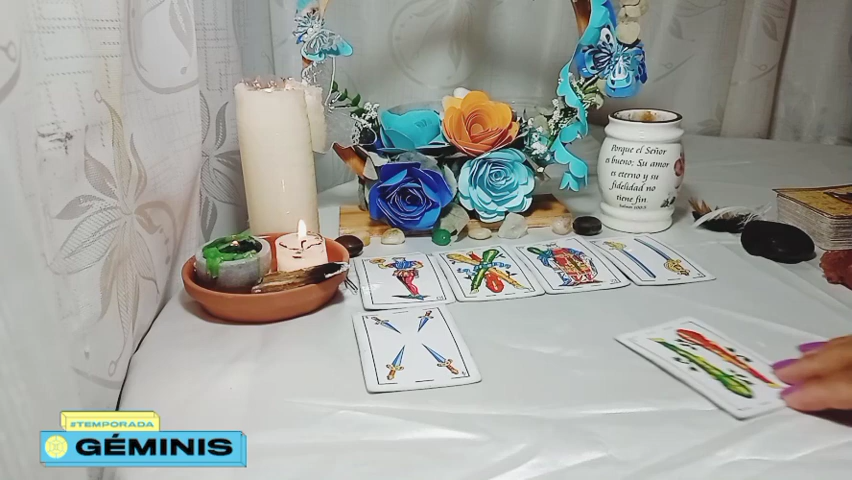 Porque el Señor
es bueno; Su amor
es eterno y su
fidelidad no
tiene fin.
#TEMPORADA
GÉMINIS